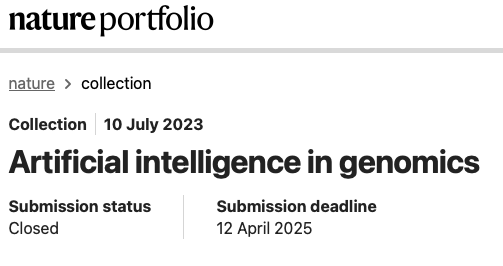 nature portfolio
nature > collection
Collection 10 July 2023
Artificial intelligence in genomics
Submission status Submission deadline
Closed 12 April 2025